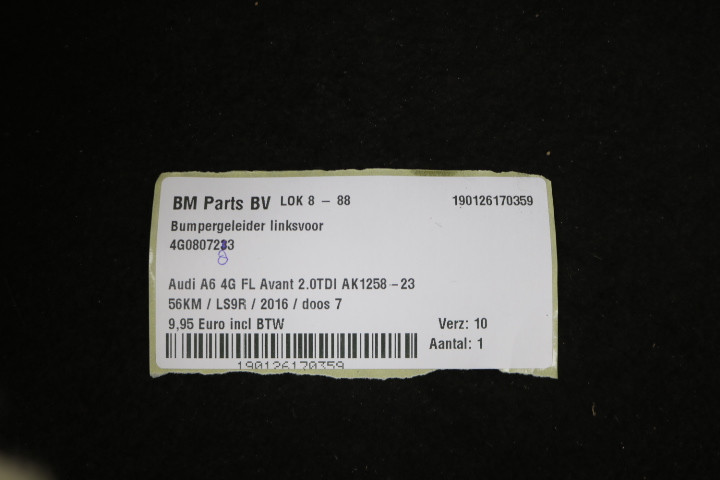 BM Parts BV LOK 8 - 88 190126170359
Bumpergeleider linksvoor
4G0807283
8
Audi A6 4G FL Avant 2.0TDI AK1258-23
56KM / LS9R / 2016 / doos 7
9,95 Euro incl BTW Verz: 10
Aantal: 1
190126170359